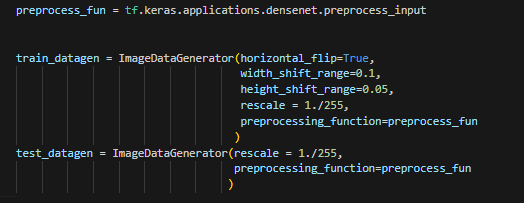 preprocess_fun = tf.keras.applications.densenet.preprocess_input
train_datagen = ImageDataGenerator(horizontal_flip=True,
width_shift_range=0.1,
height_shift_range=0.05,
rescale = 1./255,
preprocessing_function=preprocess_fun
)
test_datagen = ImageDataGenerator(rescale = 1./255,
preprocessing_function=preprocess_fun
)